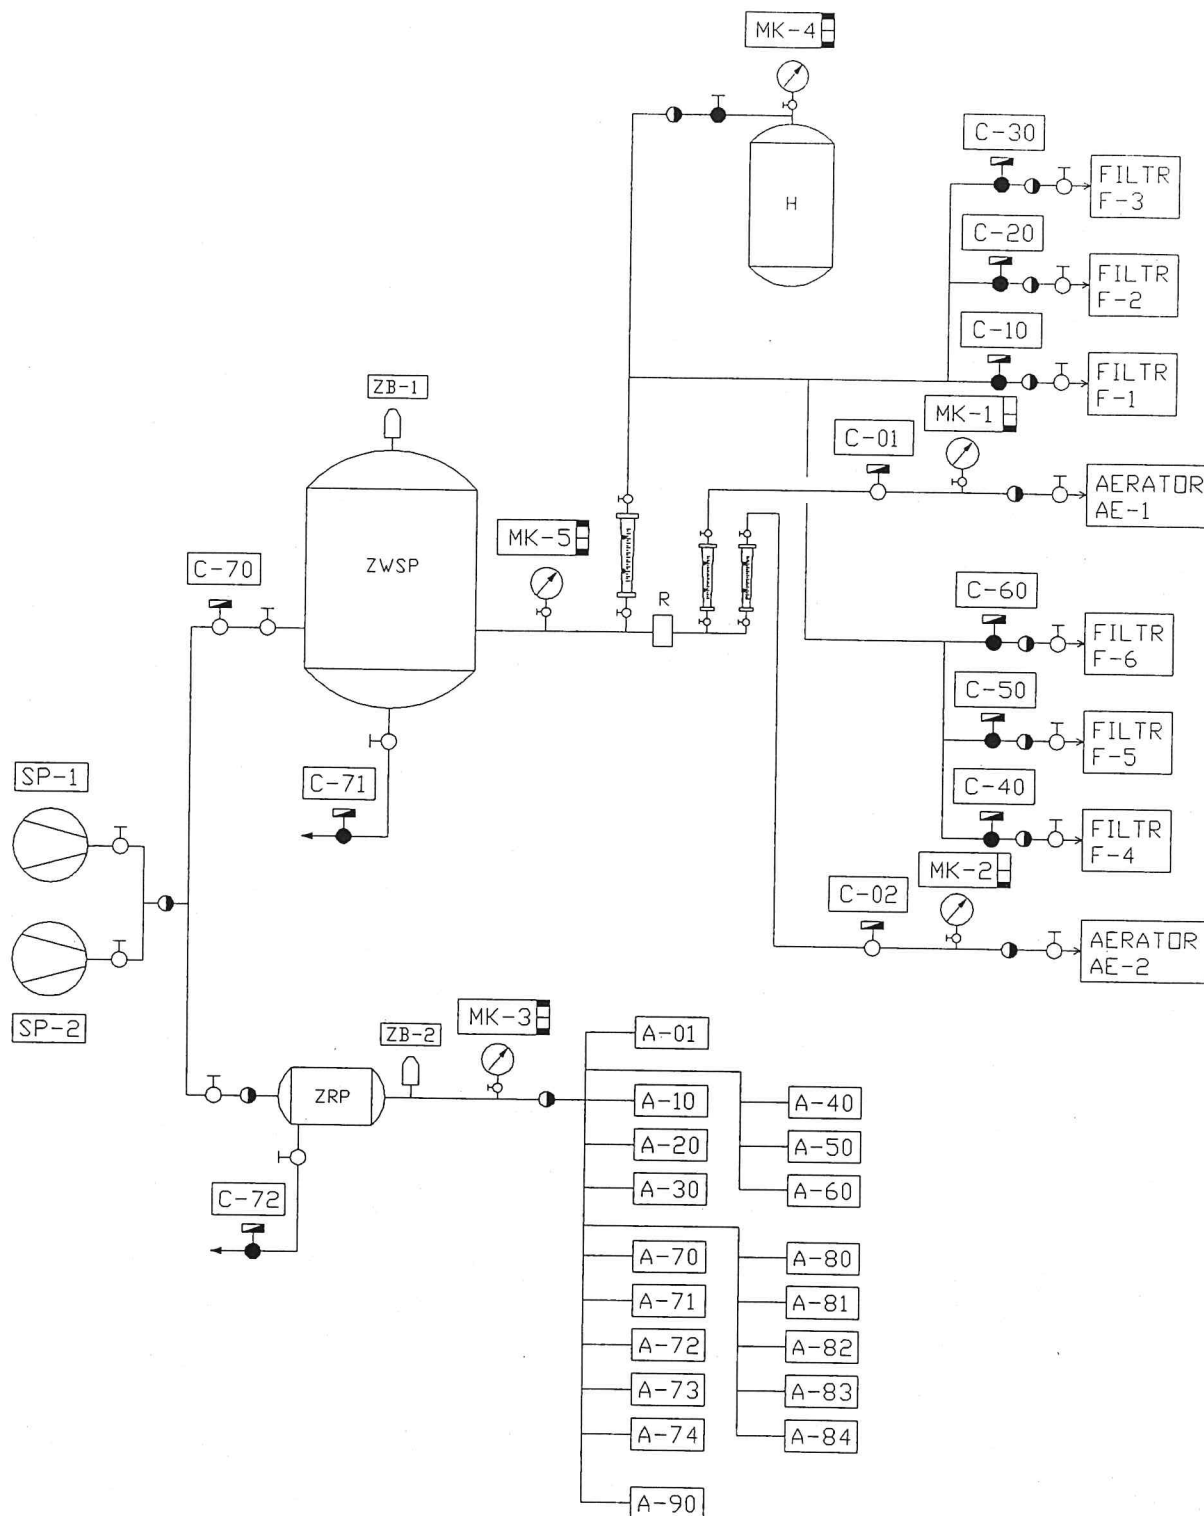 MK-4
C-30
FILTR
F-3
H
C-20
FILTR
F-2
C-10
FILTR
F-1
ZB-1
MK-1
C-01
AERATOR
AE-1
MK-5
ZWSP
C-70
R
C-60
FILTR
F-6
C-50
FILTR
F-5
SP-1
C-71
C-40
FILTR
F-4
MK-2
C-02
AERATOR
AE-2
SP-2
MK-3
ZB-2
A-01
ZRP
A-10
A-40
A-20
A-50
A-30
A-60
C-72
A-70
A-80
A-71
A-81
A-72
A-82
A-73
A-83
A-74
A-84
A-90